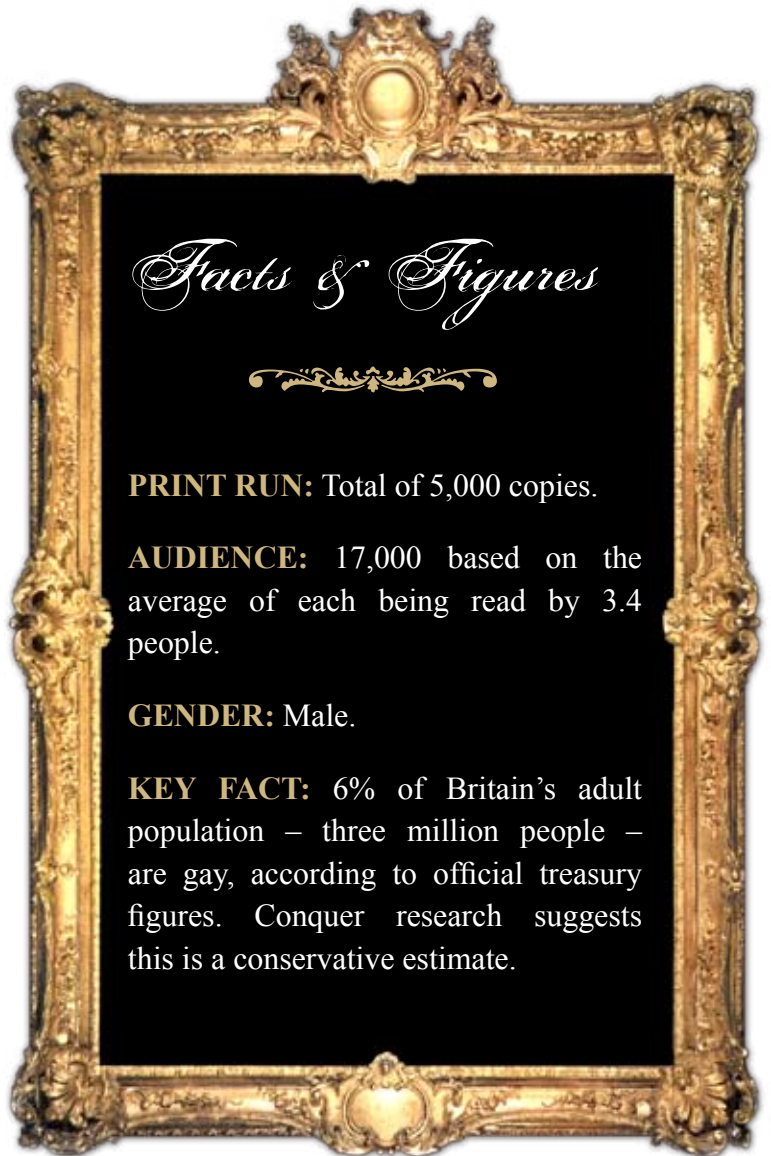 Facts & Figures
PRINT RUN: Total of 5,000 copies.
AUDIENCE: 17,000 based on the
average of each being read by 3.4
people.
GENDER: Male.
KEY FACT: 6% of Britain’s adult
population – three million people –
are gay, according to official treasury
figures. Conquer research suggests
this is a conservative estimate.